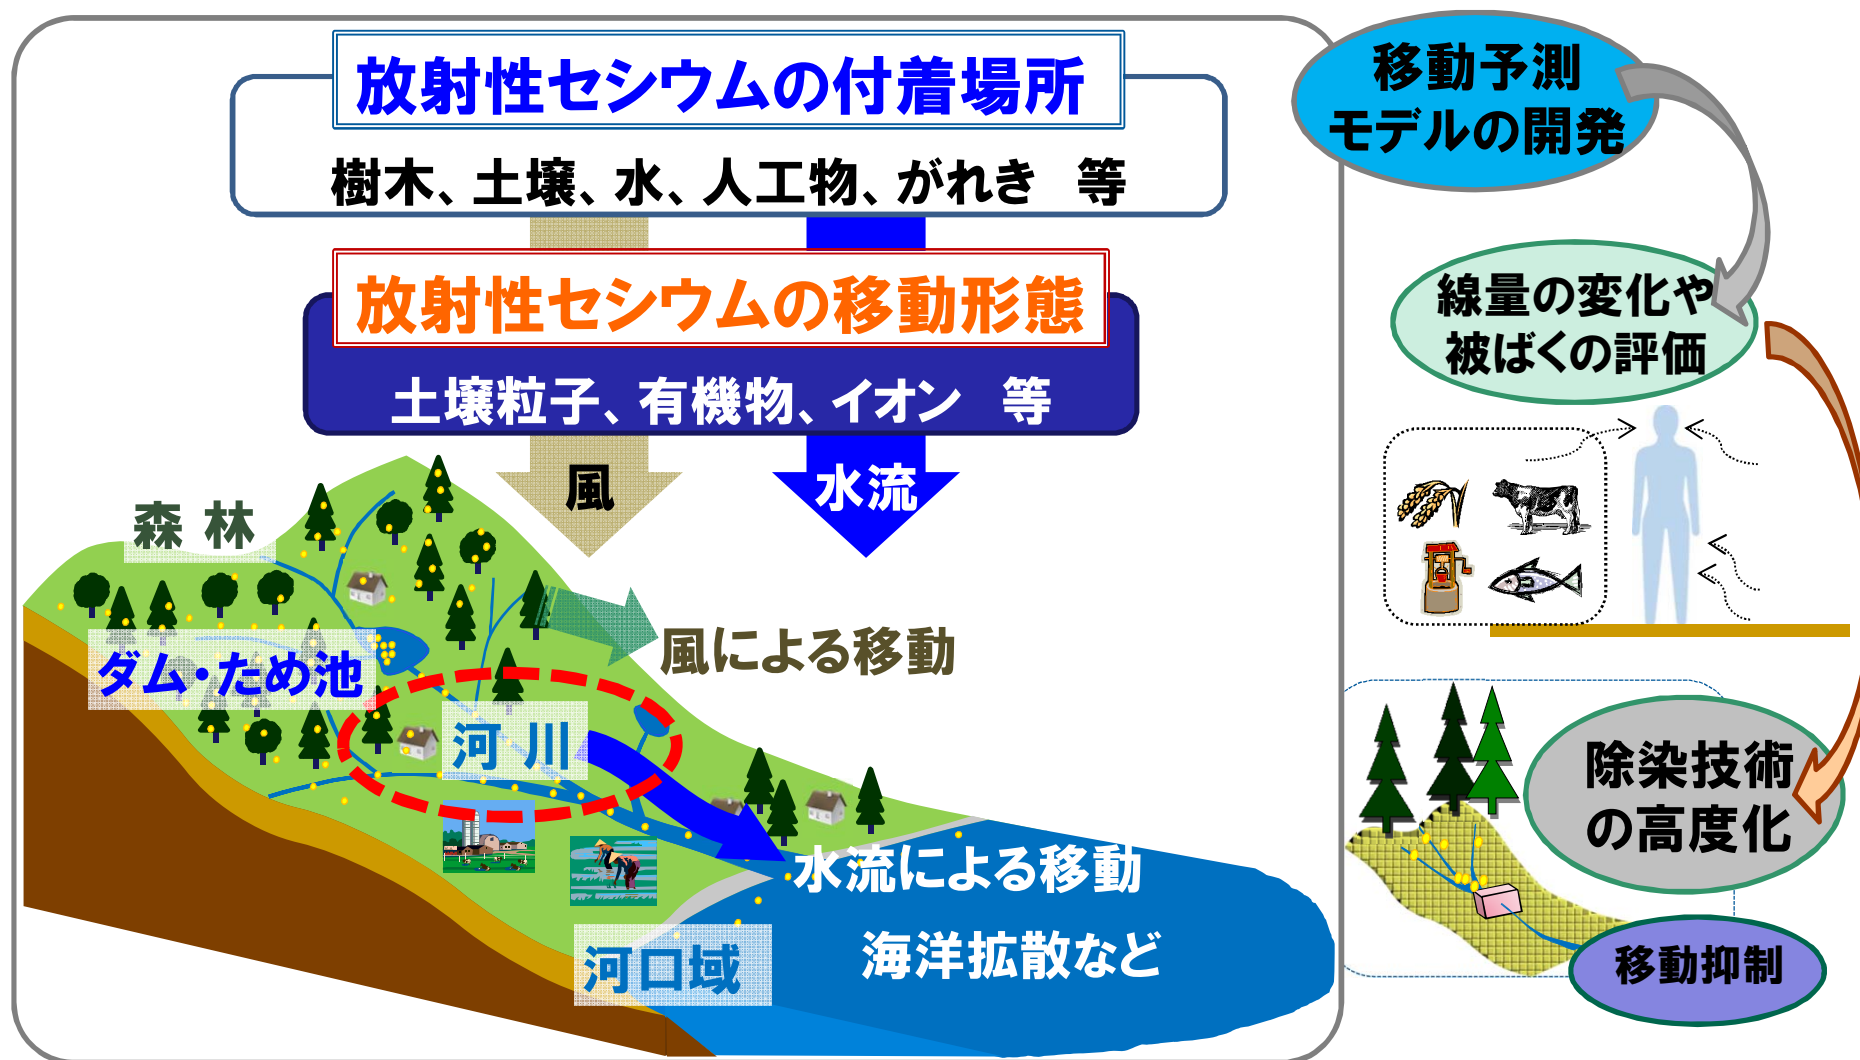 放射性セシウムの付着場所
樹木、土壌、水、人工物、がれき　等
放射性セシウムの移動形態
土壌粒子、有機物、イオン　等
風
水流
森 林
風による移動
ダム・ため池
河 川
水流による移動
海洋拡散など
河口域
移動予測
モデルの開発
線量の変化や
被ばくの評価
除染技術
の高度化
移動抑制